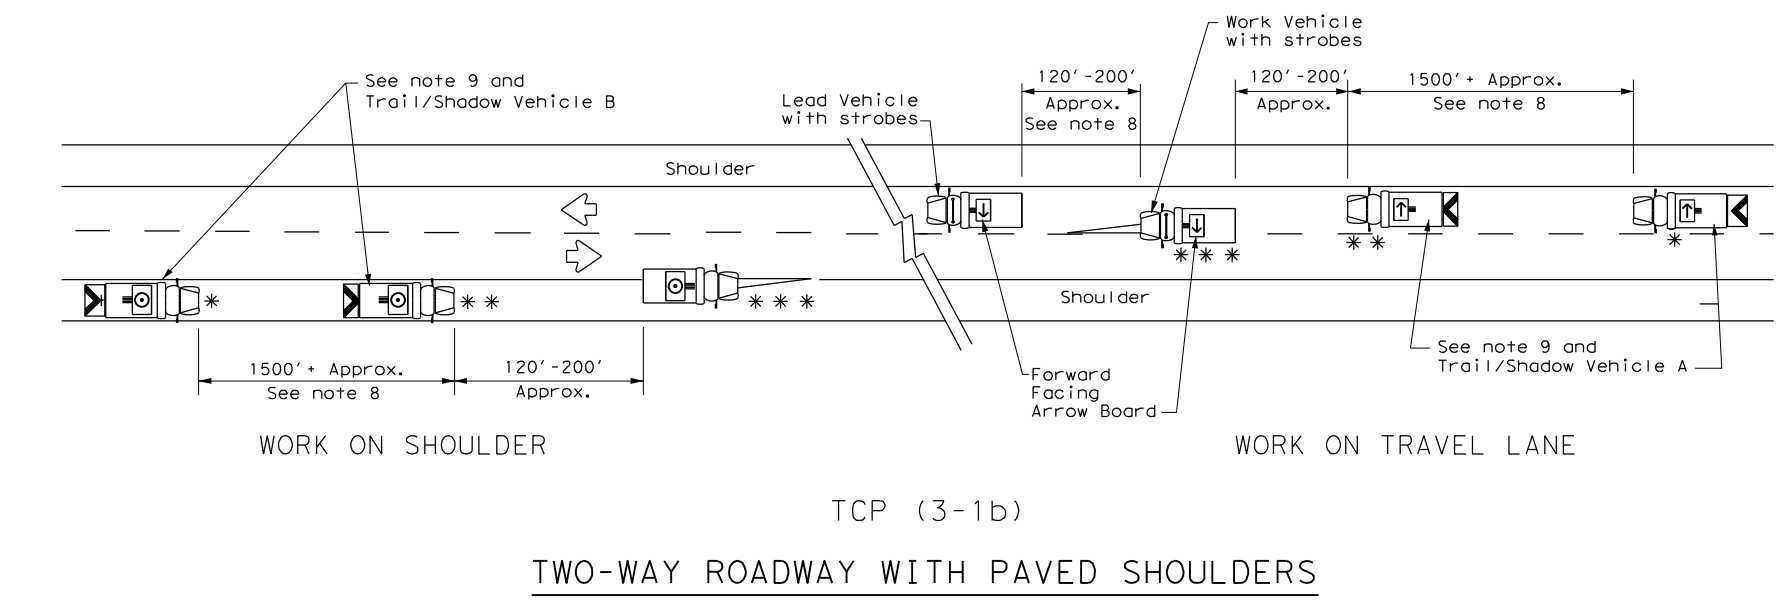 Work Vehicle
with strobes
See note 9 and
Trail/Shadow Vehicle B
Lead Vehicle
with strobes
120'-200'
Approx.
See note 8
120'-200'
Approx.
1500'+ Approx.
See note 8
Shoulder
Shoulder
1500'+ Approx.
See note 8
120'-200'
Approx.
Forward
Facing
Arrow Board
See note 9 and
Trail/Shadow Vehicle A
WORK ON SHOULDER
WORK ON TRAVEL LANE
TCP (3-1b)
TWO-WAY ROADWAY WITH PAVED SHOULDERS